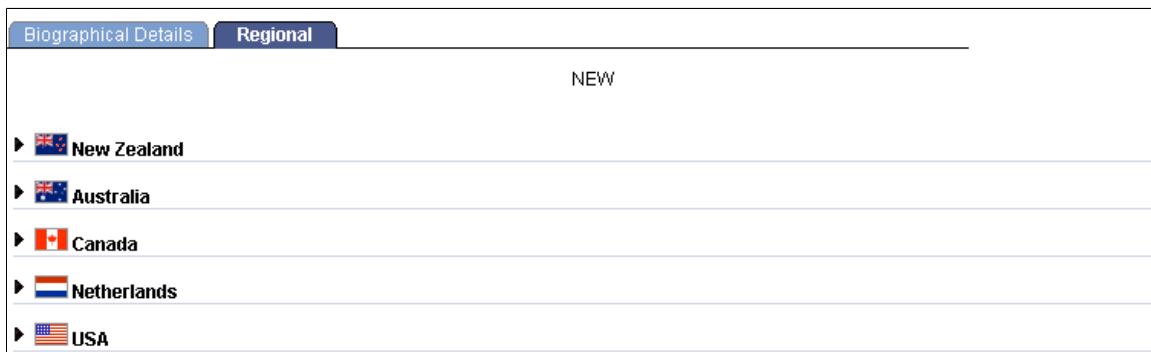 Biographical Details Regional
NEW
New Zealand
Australia
Canada
Netherlands
USA